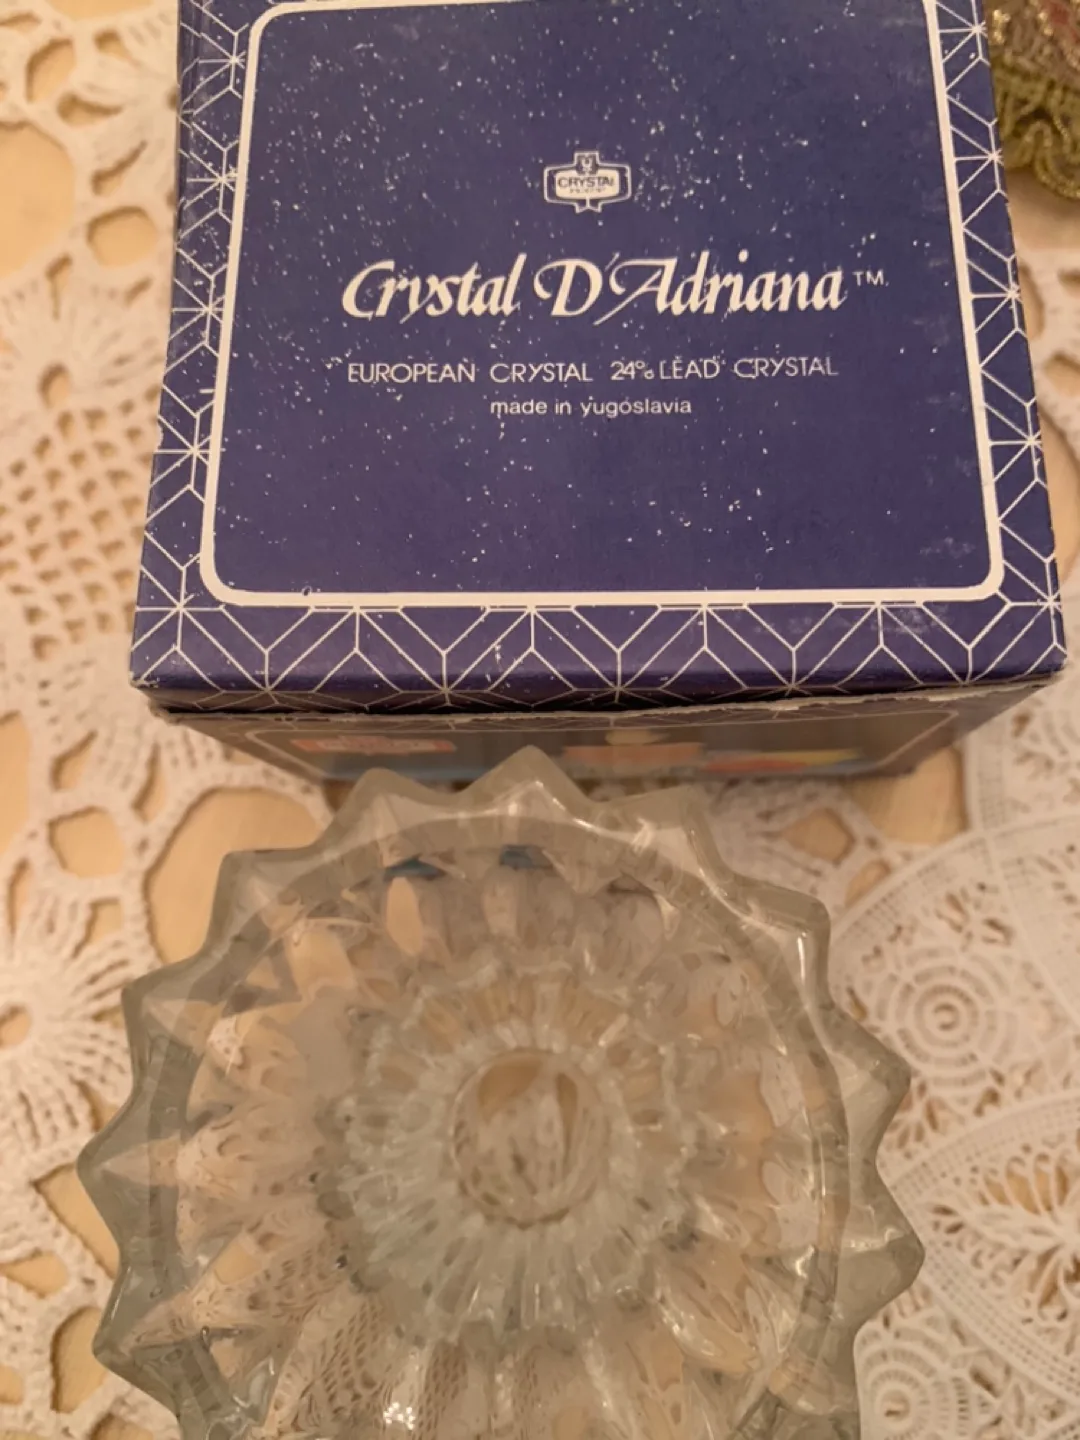 CRYSTAL
Crystal D'Adriana™
EUROPEAN CRYSTAL 24% LEAD CRYSTAL
made in yugoslavia